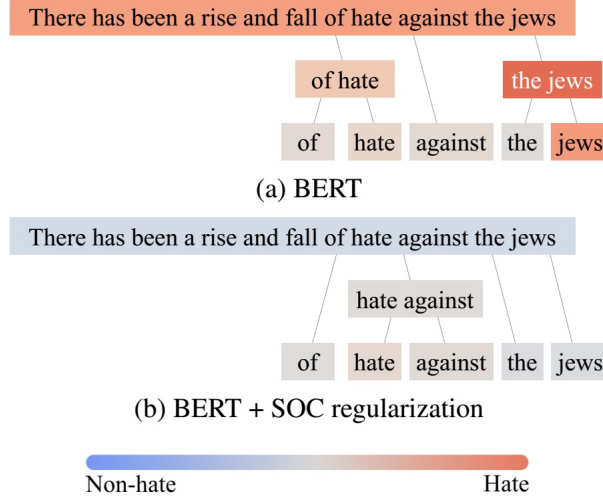 There has been a rise and fall of hate against the jews
of hate
the jews
of hate against the jews
(a) BERT
There has been a rise and fall of hate against the jews
hate against
of hate against the jews
(b) BERT + SOC regularization
Non-hate Hate